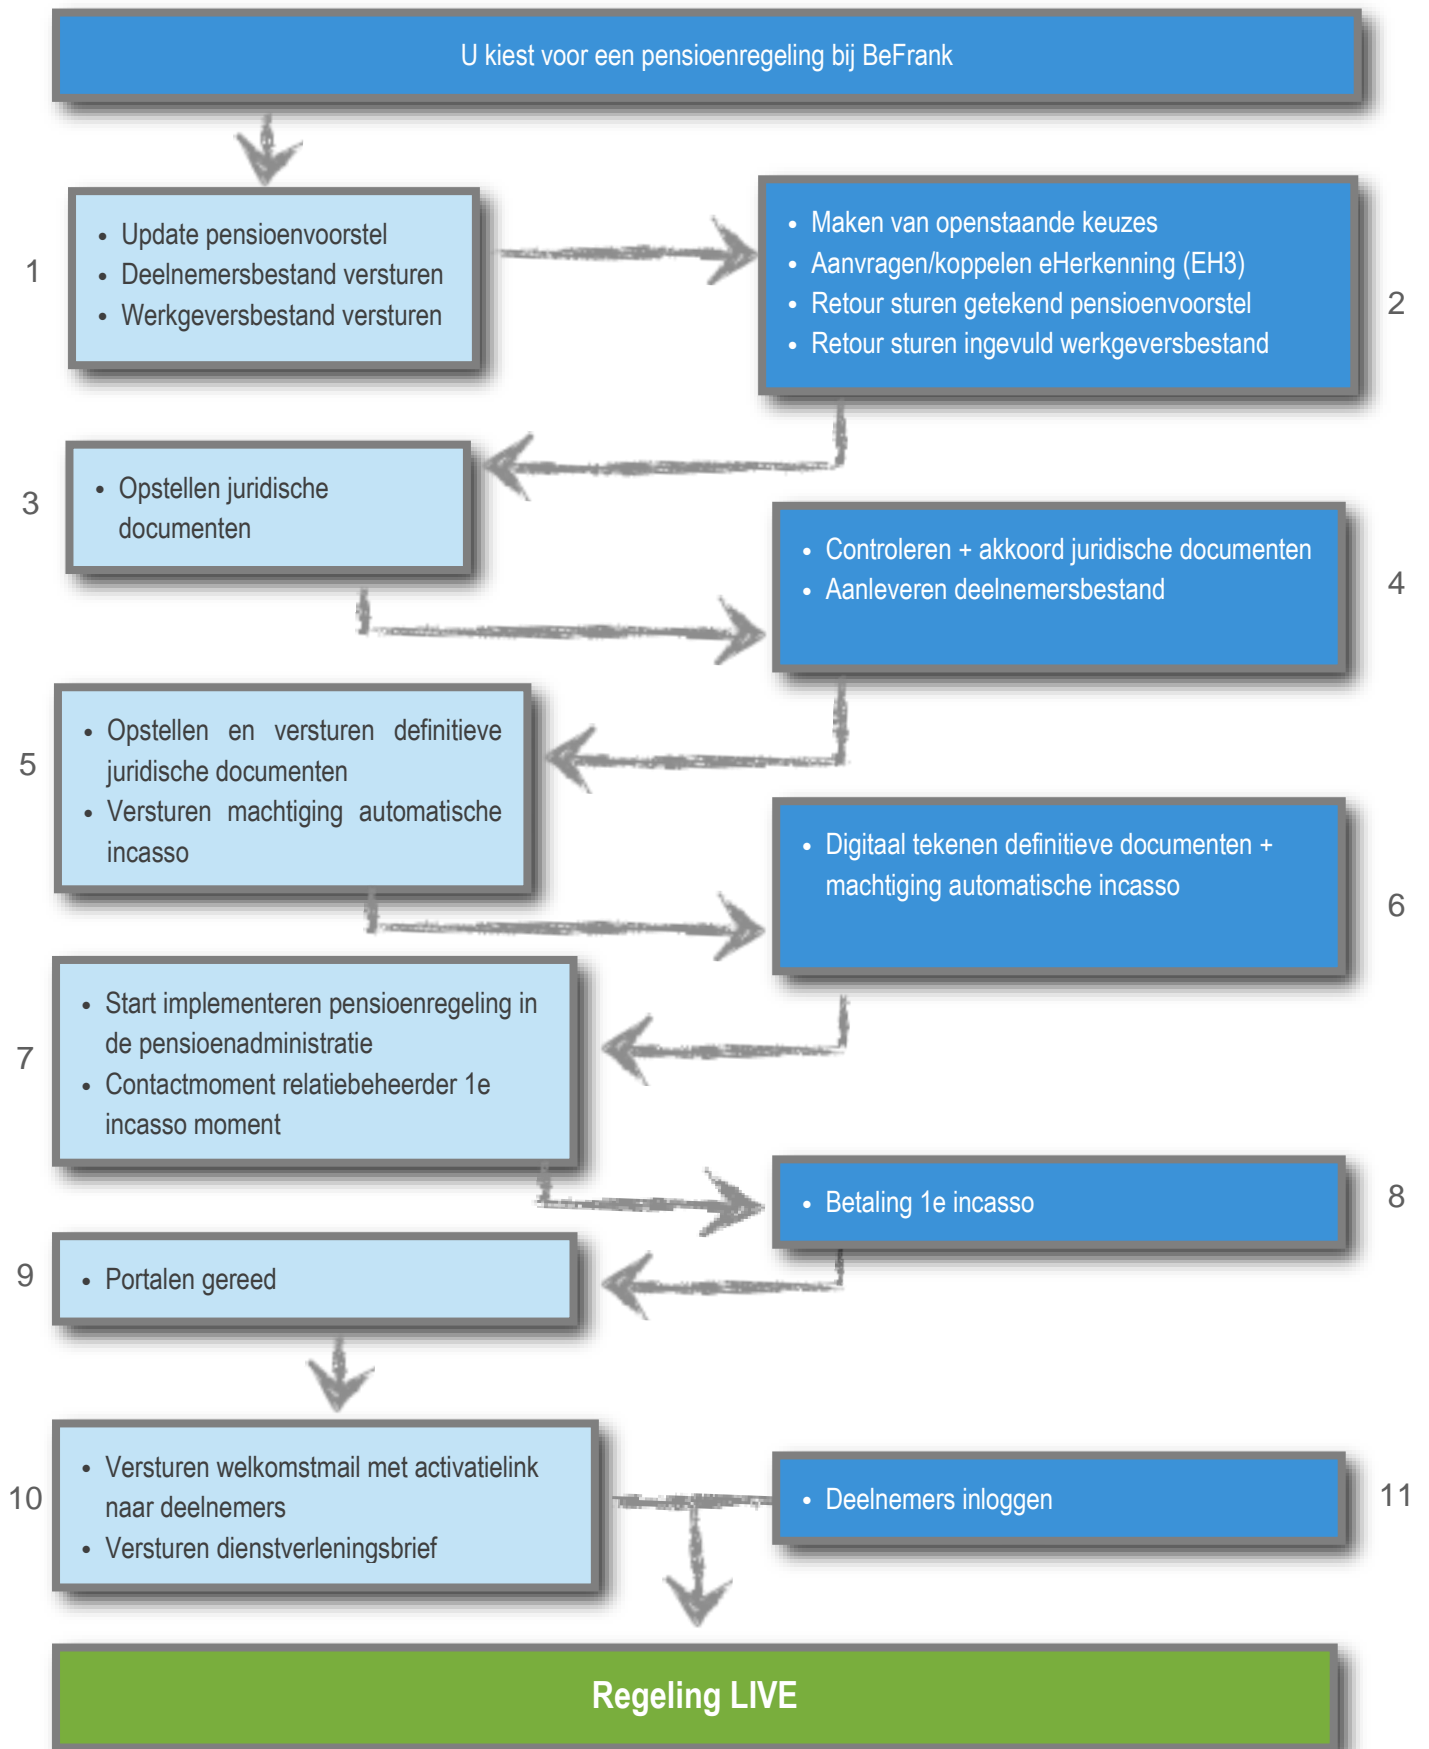 U kiest voor een pensioenregeling bij BeFrank
1
• Update pensioenvoorstel
• Deelnemersbestand versturen
• Werkgeversbestand versturen
• Maken van openstaande keuzes
• Aanvragen/koppelen eHerkenning (EH3)
• Retour sturen getekend pensioenvoorstel
• Retour sturen ingevuld werkgeversbestand
2
3
• Opstellen juridische
documenten
• Controleren + akkoord juridische documenten
• Aanleveren deelnemersbestand
4
5
• Opstellen en versturen definitieve
juridische documenten
• Versturen machtiging automatische
incasso
• Digitaal tekenen definitieve documenten +
machtiging automatische incasso
6
7
• Start implementeren pensioenregeling in
de pensioenadministratie
• Contactmoment relatiebeheerder 1e
incasso moment
• Betaling 1e incasso
8
9
• Portalen gereed
10
• Versturen welkomstmail met activatielink
naar deelnemers
• Versturen dienstverleningsbrief
• Deelnemers inloggen
11
Regeling LIVE